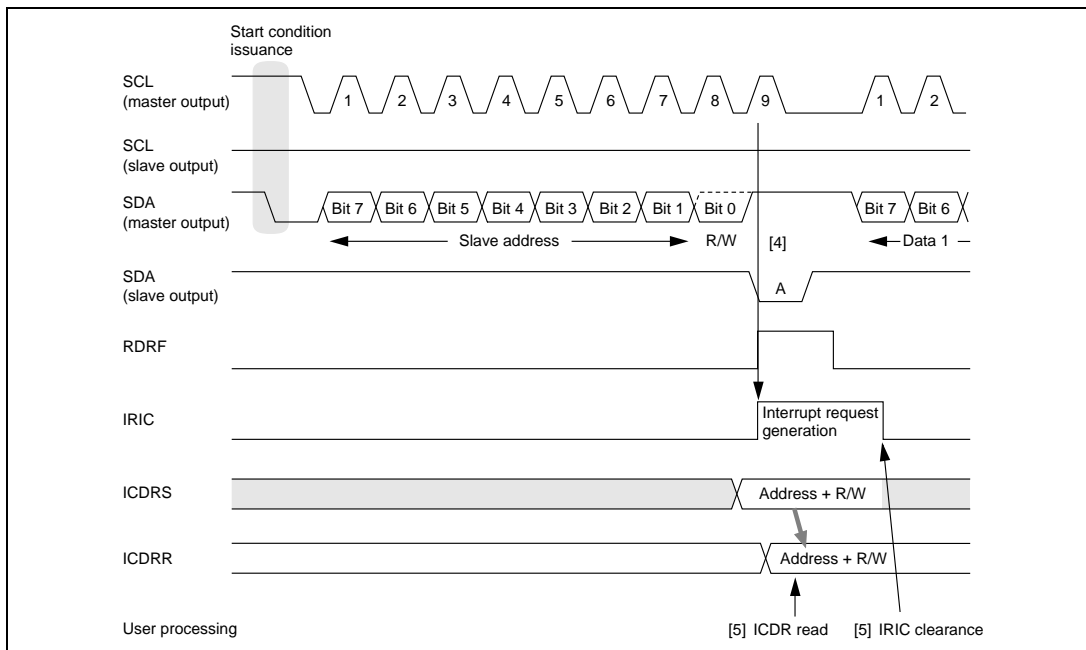 Start condition
issuance
SCL
(master output)
1 2 3 4 5 6 7 8 9 1 2
SCL
(slave output)
SDA
(master output)
Bit 7 Bit 6 Bit 5 Bit 4 Bit 3 Bit 2 Bit 1 Bit 0 Bit 7 Bit 6
Slave address R/W [4] Data 1
SDA
(slave output)
A
RDRF
IRIC
Interrupt request
generation
ICDRS
Address + R/W
ICDRR
Address + R/W
User processing
[5] ICDR read [5] IRIC clearance